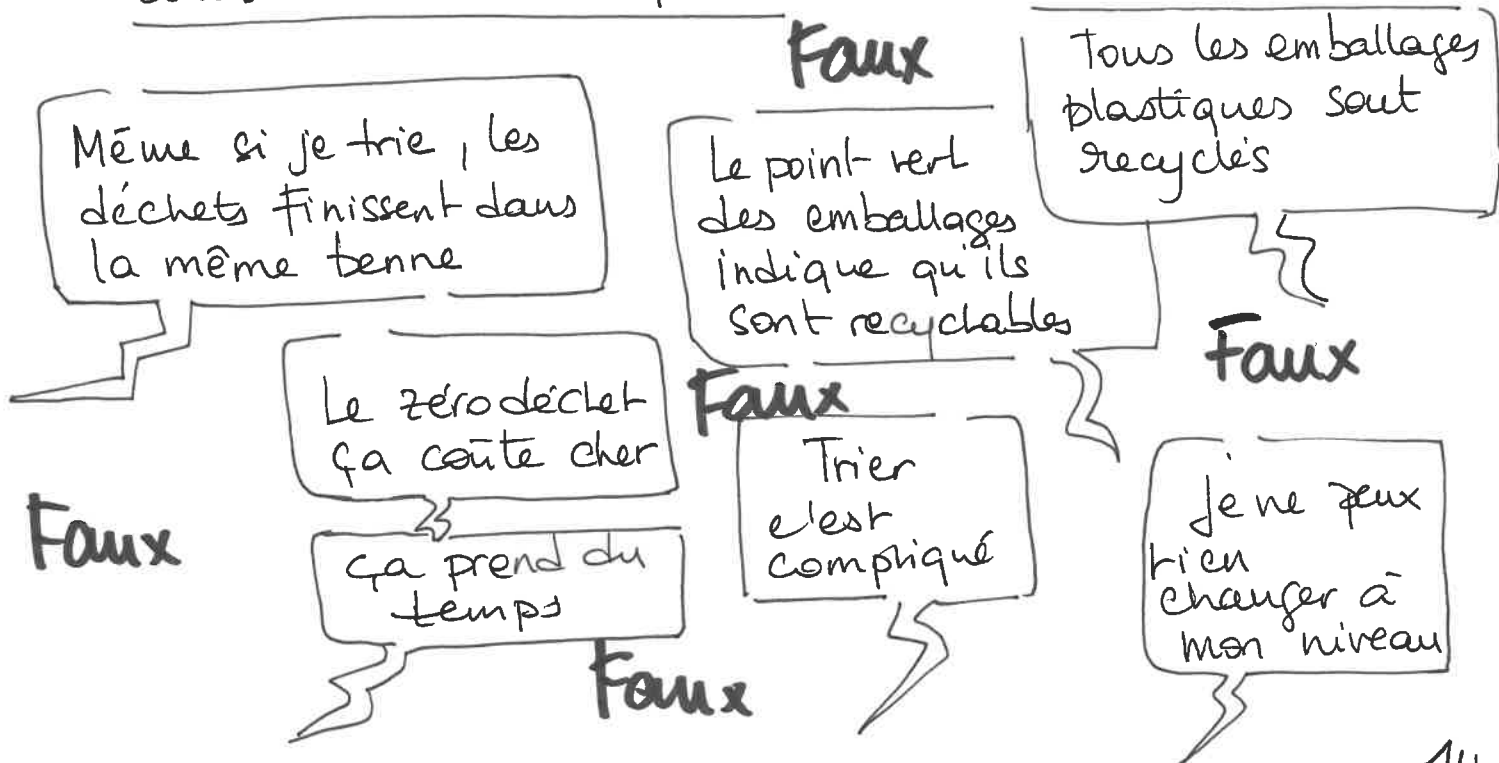 Faux
Tous les emballages
plastiques sont
recyclés
Même si je trie, les
déchets finissent dans
la même benne
Le point vert
des emballages
indique qu'ils
sont recyclables
Faux
Le zéro déchet
ça coûte cher
Faux
Trier
c'est
compliqué
Je ne peux
rien
changer à
mon niveau
Faux
ça prend du
temps
Faux
14